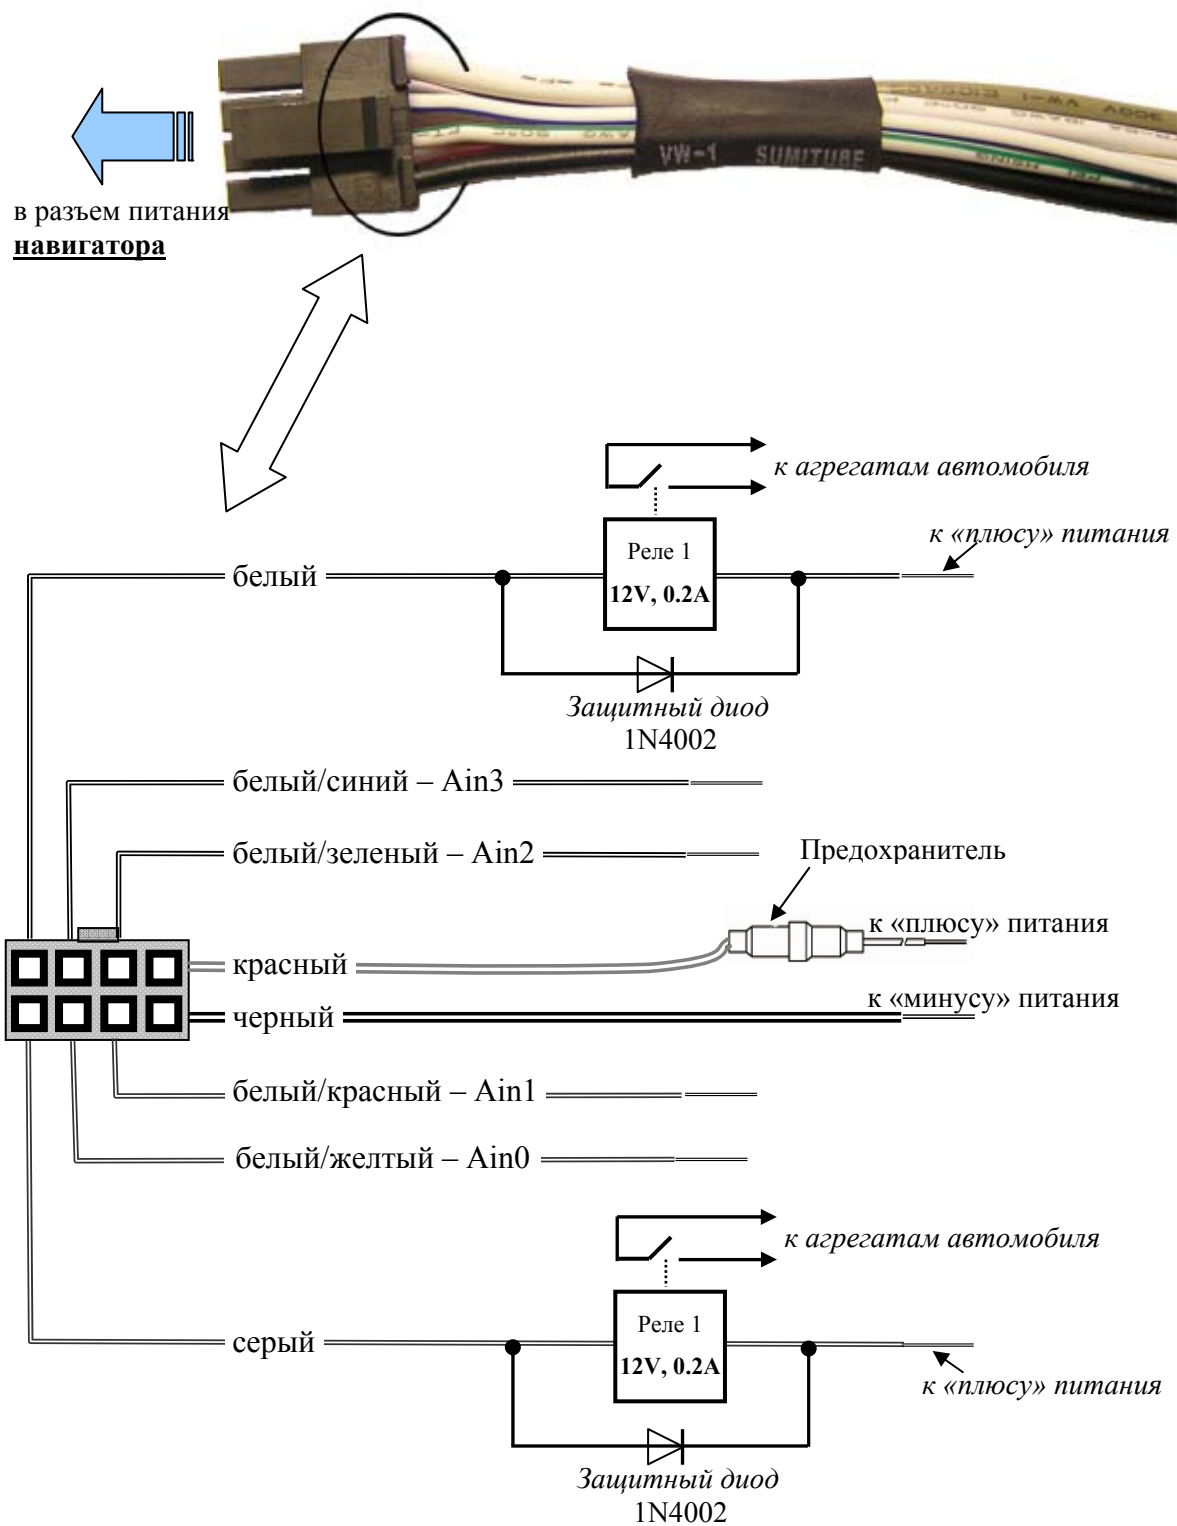 VW-1 SUMITUBE
в разъем питания
навигатора
к агрегатам автомобиля
к «плюсу» питания
Реле 1
12V, 0.2A
белый
Защитный диод
1N4002
белый/синий – Ain3
белый/зеленый – Ain2
Предохранитель
к «плюсу» питания
красный
к «минусу» питания
черный
белый/красный – Ain1
белый/желтый – Ain0
к агрегатам автомобиля
Реле 1
12V, 0.2A
серый
к «плюсу» питания
Защитный диод
1N4002